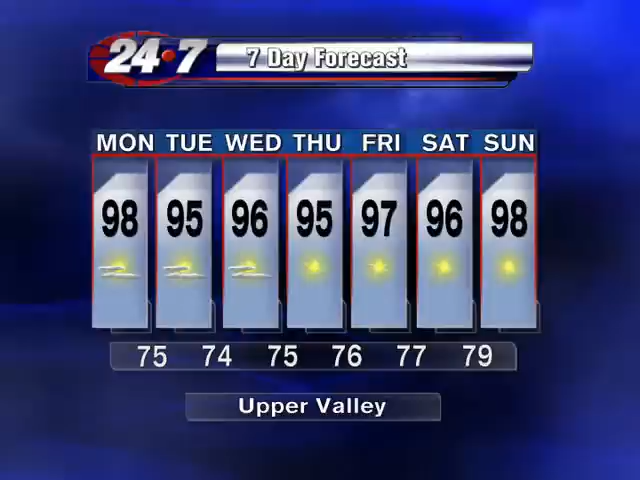 24•7 7 Day Forecast
MON TUE WED THU FRI SAT SUN
98 95 96 95 97 96 98
75 74 75 76 77 79
Upper Valley